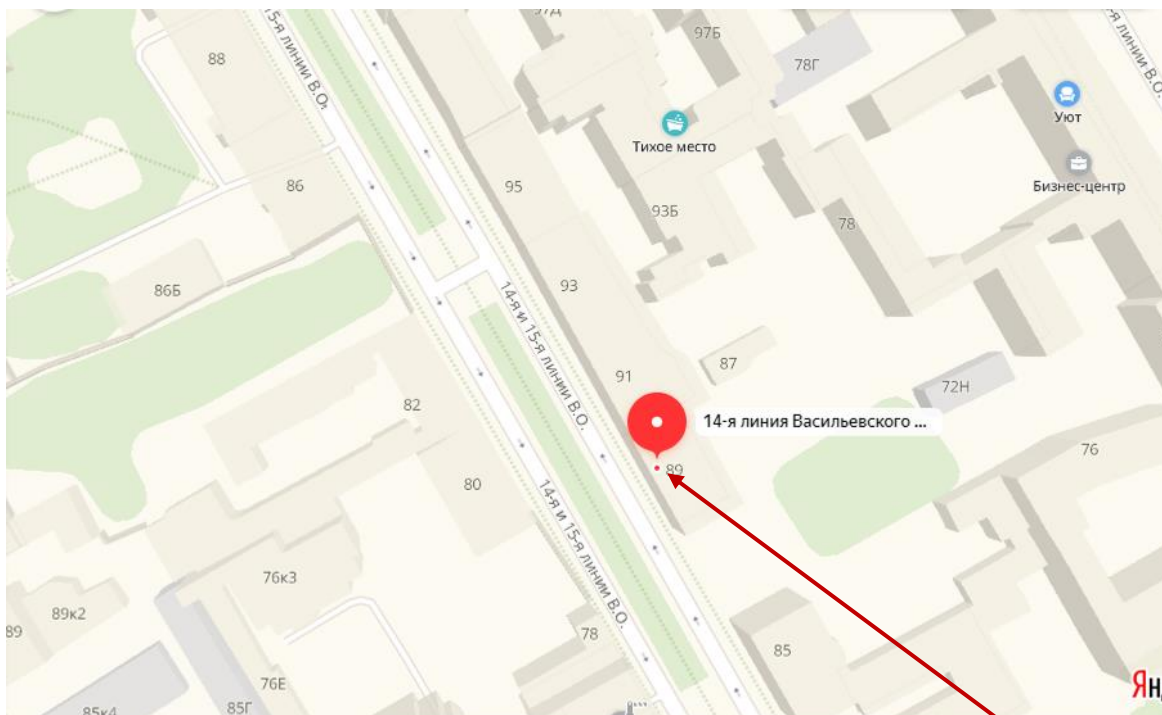 97Д
97Б
15-я линии В.О.
я линии В.О.
88
78Г
Уют
Тихое место
Бизнес-центр
86
95
93Б
78
86Б
93
14-я и 15-я линии В.О.
87
91
72Н
82
14-я линия Васильевского ...
89
76
80
14-я и 15-я линии В.О.
76к3
89к2
89
78
85
76Е
85Г
85к4
Ян